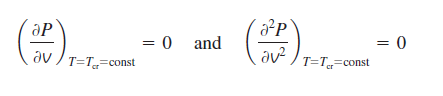 (∂P/∂v)_{T=T_cr=const} = 0 and (∂²P/∂v²)_{T=T_cr=const} = 0